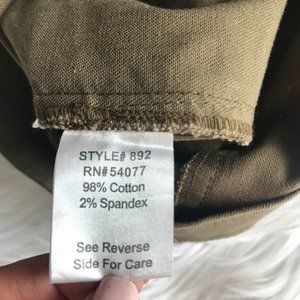 STYLE# 892
RN#54077
98% Cotton
2% Spandex
See Reverse
Side For Care